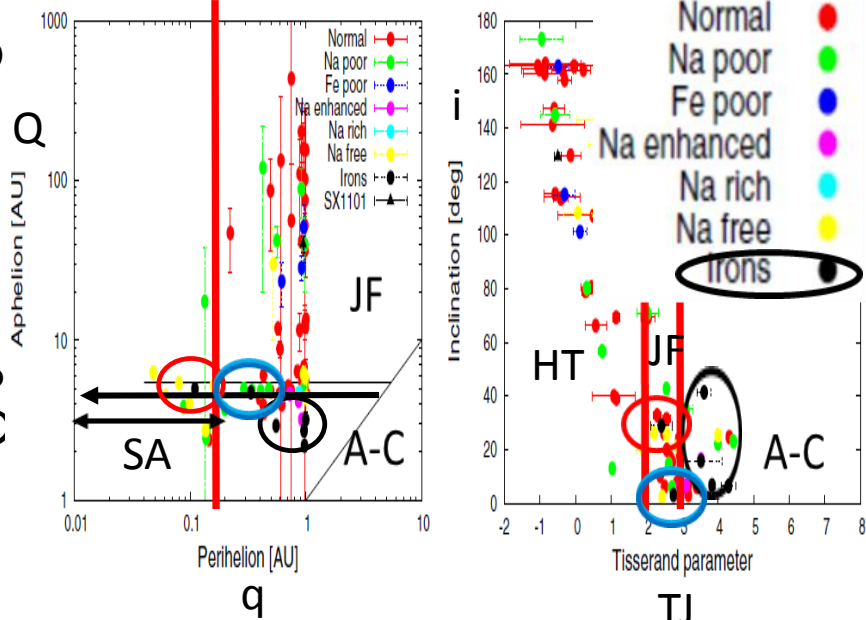 1000
100
10
1
Q
Aphelion [AU]
Normal
Na poor
Fe poor
Na enhanced
Na rich
Na free
Irons
SX1101
JF
SA
A-C
0.01
0.1
1
10
Perihelion [AU]
q
180
160
140
120
100
80
60
40
20
0
i
Inclination [deg]
Normal
Na poor
Fe poor
Na enhanced
Na rich
Na free
Irons
HT
JF
A-C
-2
-1
0
1
2
3
4
5
6
7
8
Tisserand parameter
TJ